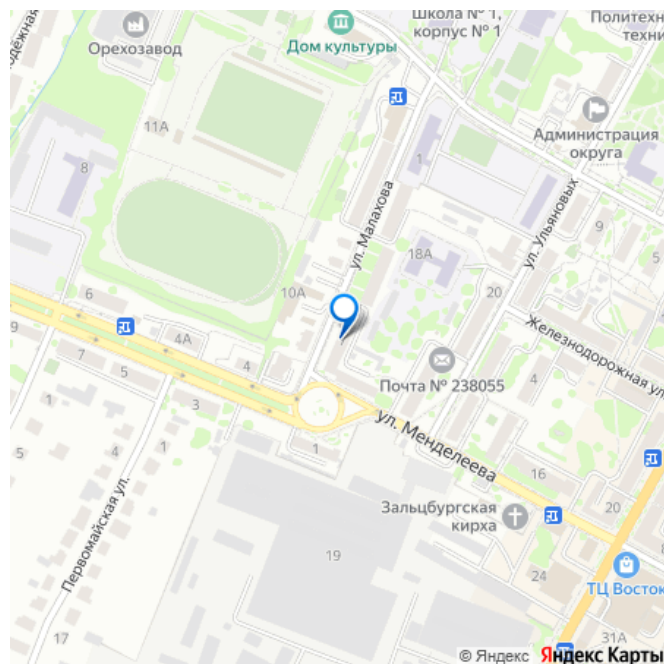 Школа № 1,
корпус № 1
Политехн
техни
Орехозавод
Дом культуры
одёжная
11А
Администрация
округа
8
1
ул. Малахова
18А
ул. Ульяновых
9
5
10А
20
6
4А
9
7
5
4
Железнодорожная ул.
Почта № 238055
4
3
ул. Менделеева
1
5
4
1
Первомайская ул.
16
Зальцбургская
кирха
20
8
19
24
ТЦ Восток
17
31А
© Яндекс Яндекс Карты